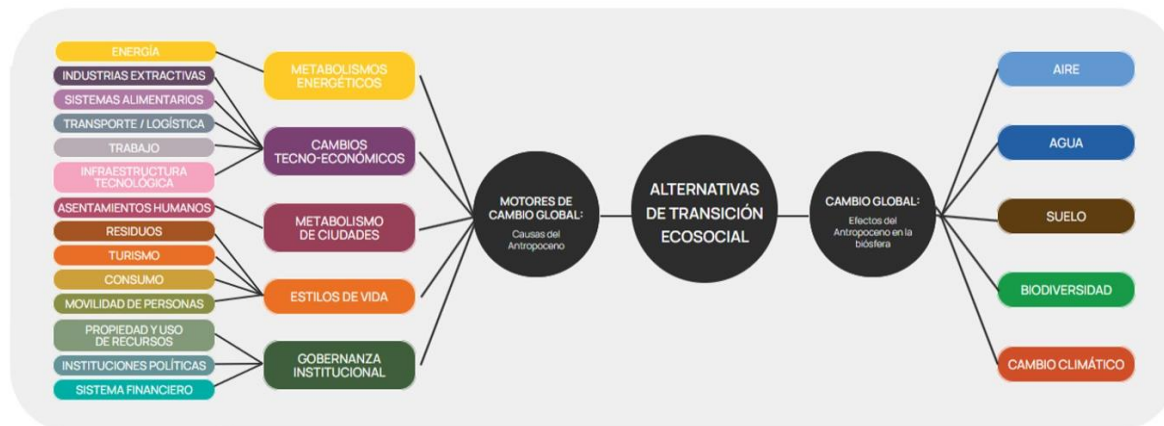 ENERGÍA
INDUSTRIAS EXTRACTIVAS
SISTEMAS ALIMENTARIOS
TRANSPORTE / LOGÍSTICA
TRABAJO
INFRAESTRUCTURA
TECNOLÓGICA
ASENTAMIENTOS HUMANOS
RESIDUOS
TURISMO
CONSUMO
MOVILIDAD DE PERSONAS
PROPIEDAD Y USO
DE RECURSOS
INSTITUCIONES POLÍTICAS
SISTEMA FINANCIERO
METABOLISMOS
ENERGÉTICOS
CAMBIOS
TECNO-ECONÓMICOS
METABOLISMO
DE CIUDADES
ESTILOS DE VIDA
GOBERNANZA
INSTITUCIONAL
MOTORES DE
CAMBIO GLOBAL:
Causas del
Antropoceno
ALTERNATIVAS
DE TRANSICIÓN
ECOSOCIAL
CAMBIO GLOBAL:
Efectos del
Antropoceno en la
biósfera
AIRE
AGUA
SUELO
BIODIVERSIDAD
CAMBIO CLIMÁTICO